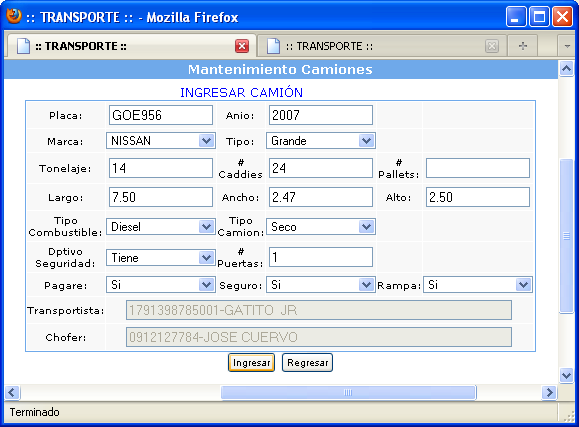 :: TRANSPORTE :: - Mozilla Firefox
:: TRANSPORTE :: :: TRANSPORTE ::
Mantenimiento Camiones
INGRESAR CAMIÓN
Placa: GOE956 Anio: 2007
Marca: NISSAN Tipo: Grande
Tonelaje: 14 # Caddies 24 # Pallets:
Largo: 7.50 Ancho: 2.47 Alto: 2.50
Tipo Combustible: Diesel Tipo Camion: Seco
Dptivo Seguridad: Tiene # Puertas: 1
Pagare: Si Seguro: Si Rampa: Si
Transportista: 1791398785001-GATITO JR
Chofer: 0912127784-JOSE CUERVO
Ingresar Regresar
Terminado